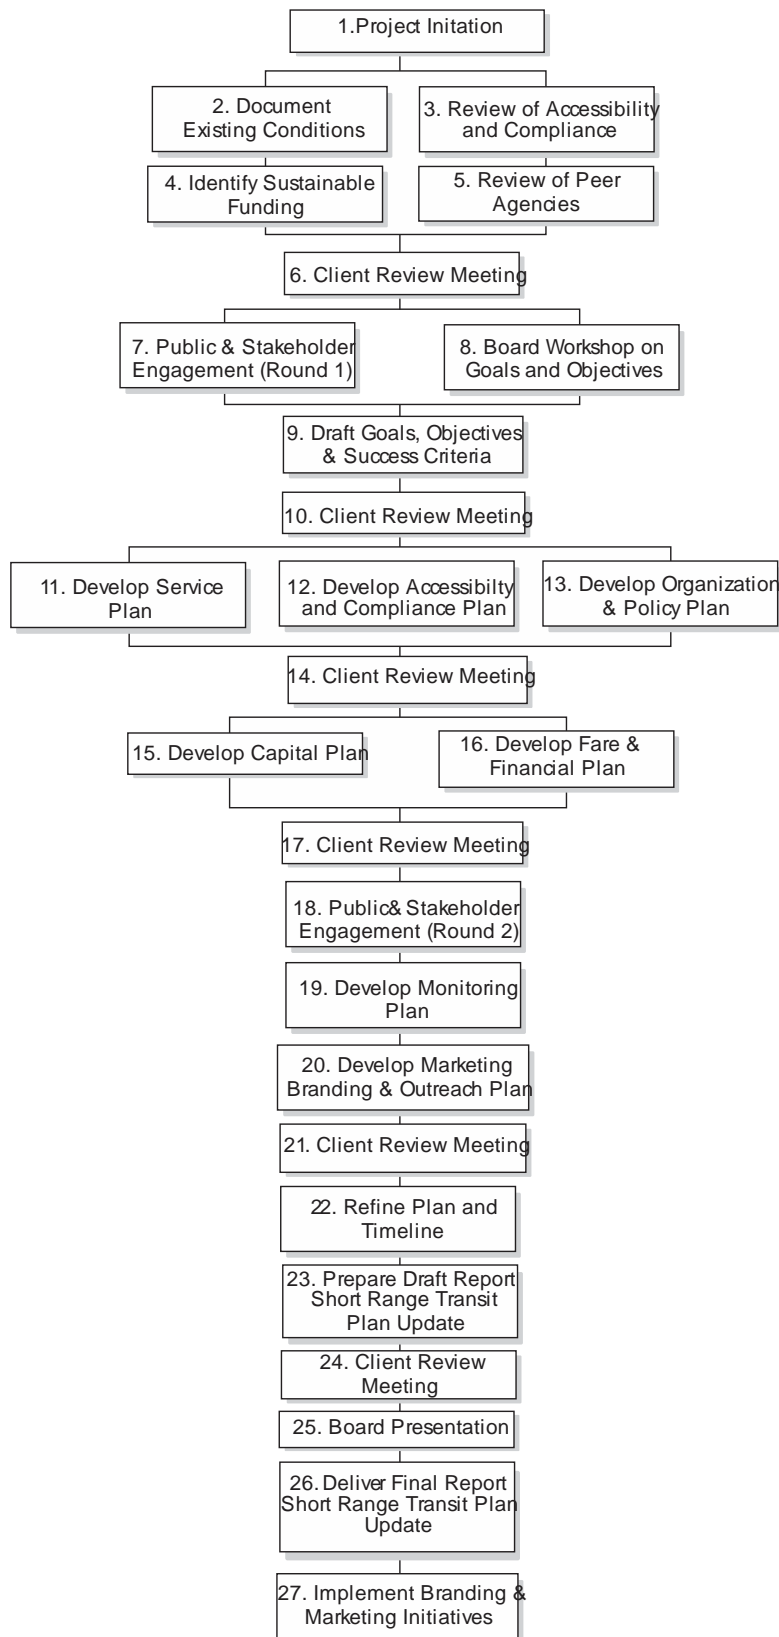 1.Project Initation
2. Document
Existing Conditions
3. Review of Accessibility
and Compliance
4. Identify Sustainable
Funding
5. Review of Peer
Agencies
6. Client Review Meeting
7. Public & Stakeholder
Engagement (Round 1)
8. Board Workshop on
Goals and Objectives
9. Draft Goals, Objectives
& Success Criteria
10. Client Review Meeting
11. Develop Service
Plan
12. Develop Accessibilty
and Compliance Plan
13. Develop Organization
& Policy Plan
14. Client Review Meeting
15. Develop Capital Plan
16. Develop Fare &
Financial Plan
17. Client Review Meeting
18. Public& Stakeholder
Engagement (Round 2)
19. Develop Monitoring
Plan
20. Develop Marketing
Branding & Outreach Plan
21. Client Review Meeting
22. Refine Plan and
Timeline
23. Prepare Draft Report
Short Range Transit
Plan Update
24. Client Review
Meeting
25. Board Presentation
26. Deliver Final Report
Short Range Transit Plan
Update
27. Implement Branding &
Marketing Initiatives